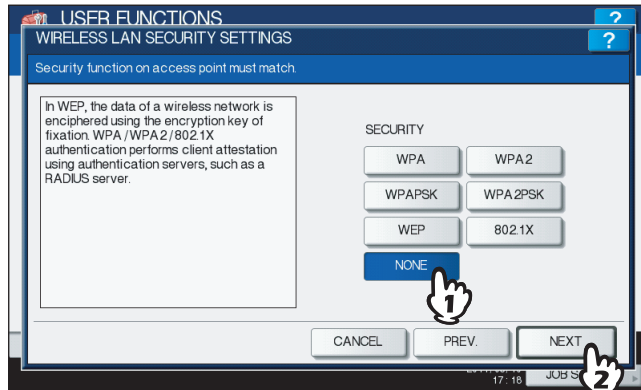 USER FUNCTIONS
?
WIRELESS LAN SECURITY SETTINGS
?
Security function on access point must match.
In WEP, the data of a wireless network is
enciphered using the encryption key of
fixation. WPA/WPA2/802.1X
authentication performs client attestation
using authentication servers, such as a
RADIUS server.
SECURITY
WPA WPA2
WPAPSK WPA2PSK
WEP 802.1X
NONE
1
CANCEL PREV. NEXT
2
17:18 JOB S